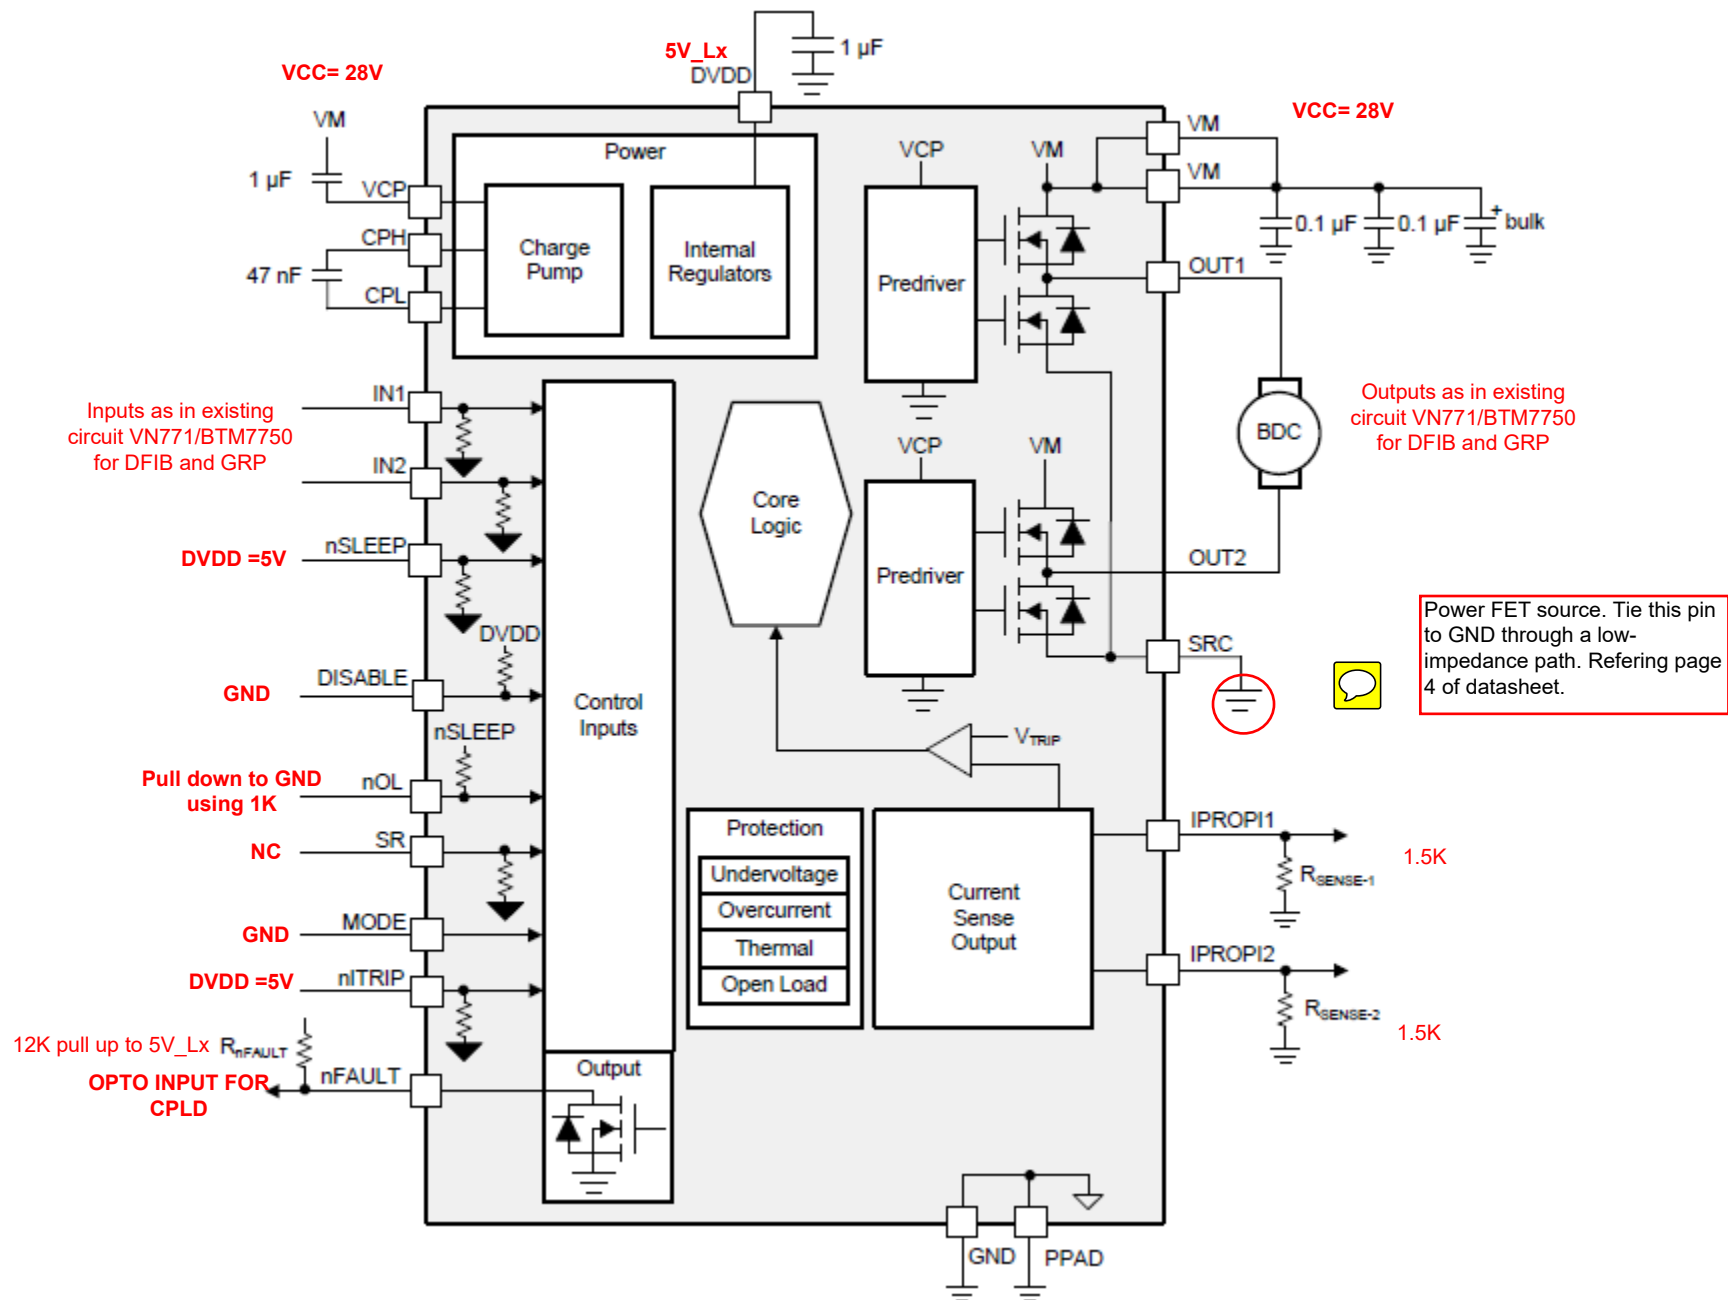 5V_Lx
DVDD
1 µF
VCC= 28V
VM
1 µF
VCP
CPH
47 nF
CPL
Power
Charge
Pump
Internal
Regulators
VCP
VM
Predriver
VCC= 28V
VM
VM
0.1 µF
0.1 µF
+
bulk
OUT1
Inputs as in existing
circuit VN771/BTM7750
for DFIB and GRP
IN1
IN2
DVDD =5V
nSLEEP
DVDD
GND
DISABLE
nSLEEP
Pull down to GND
using 1K
nOL
NC
SR
GND
MODE
DVDD =5V
nITRIP
12K pull up to 5V_Lx
RnFAULT
OPTO INPUT FOR
CPLD
nFAULT
Control
Inputs
Output
Core
Logic
VCP
VM
Predriver
BDC
Outputs as in existing
circuit VN771/BTM7750
for DFIB and GRP
OUT2
SRC
Power FET source. Tie this pin
to GND through a low-
impedance path. Refering page
4 of datasheet.
VTRIP
Protection
Undervoltage
Overcurrent
Thermal
Open Load
Current
Sense
Output
IPROPI1
RSENSE-1
1.5K
IPROPI2
RSENSE-2
1.5K
GND
PPAD